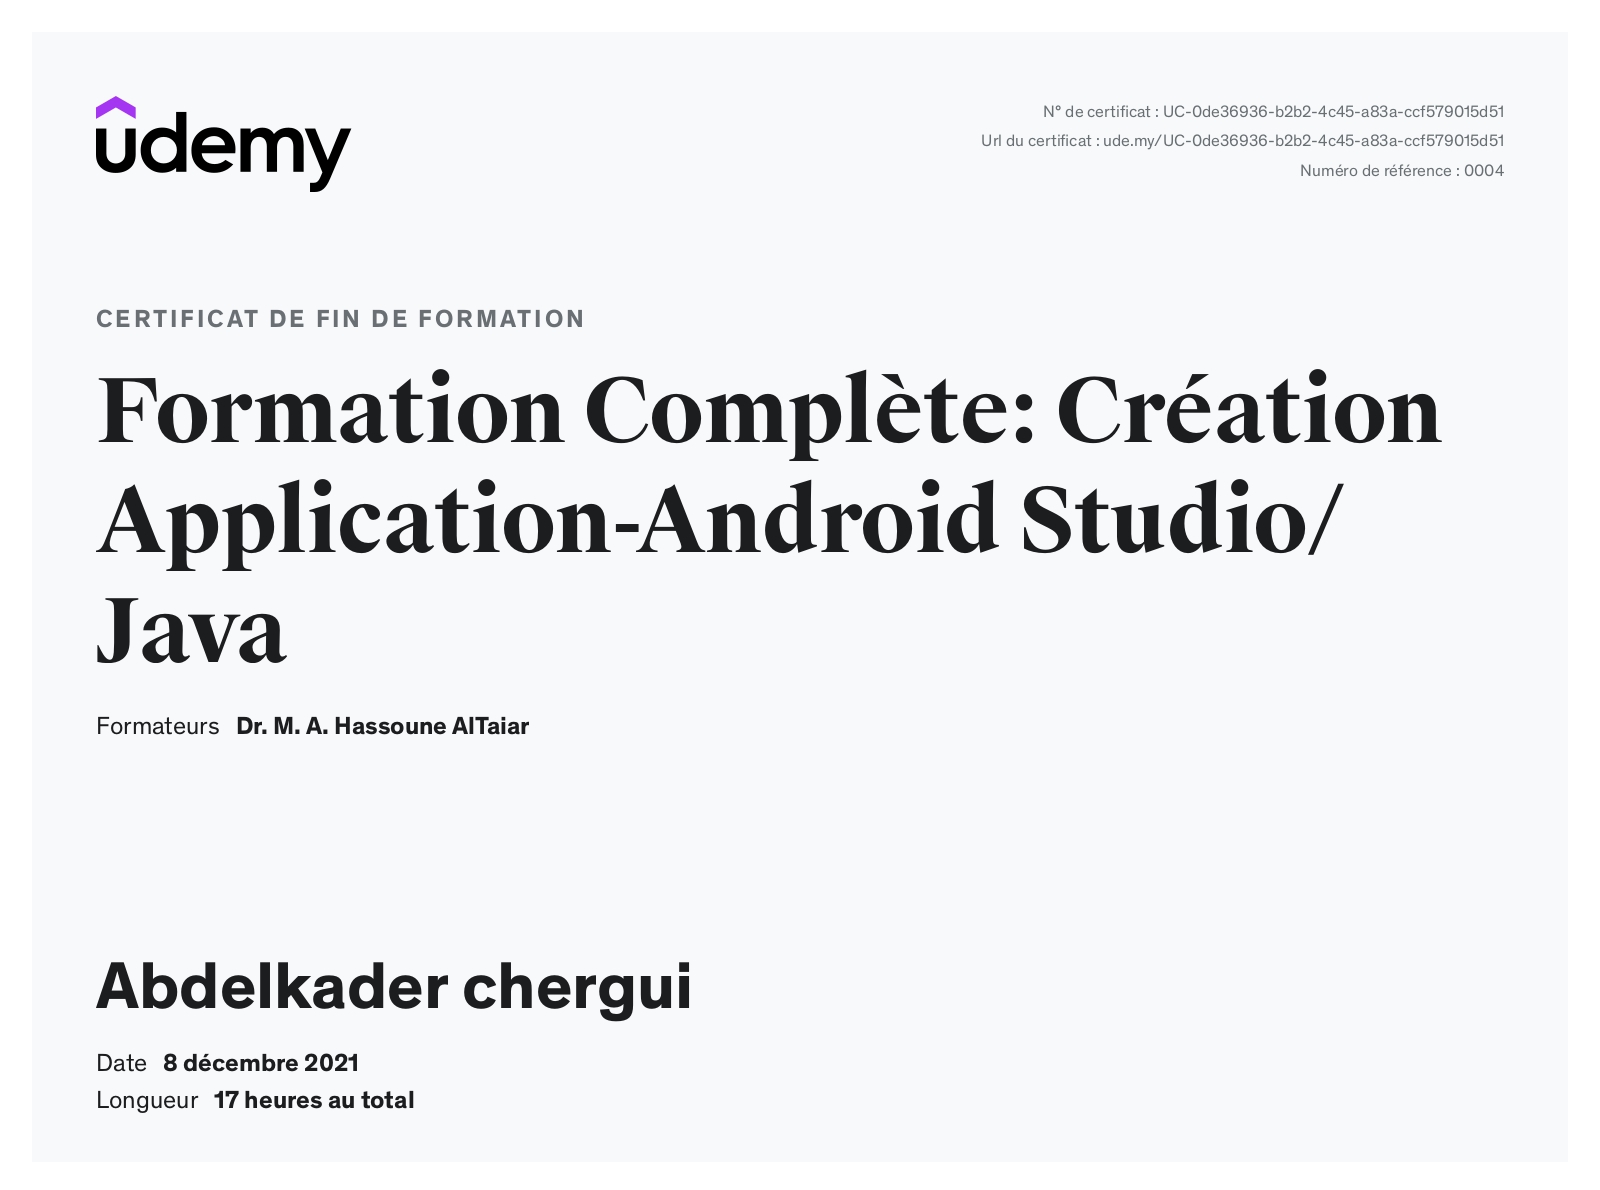 udemy
N° de certificat : UC-0de36936-b2b2-4c45-a83a-ccf579015d51
Url du certificat : ude.my/UC-0de36936-b2b2-4c45-a83a-ccf579015d51
Numéro de référence : 0004
CERTIFICAT DE FIN DE FORMATION
Formation Complète: Création
Application-Android Studio/
Java
Formateurs Dr. M. A. Hassoune AlTaiar
Abdelkader chergui
Date 8 décembre 2021
Longueur 17 heures au total